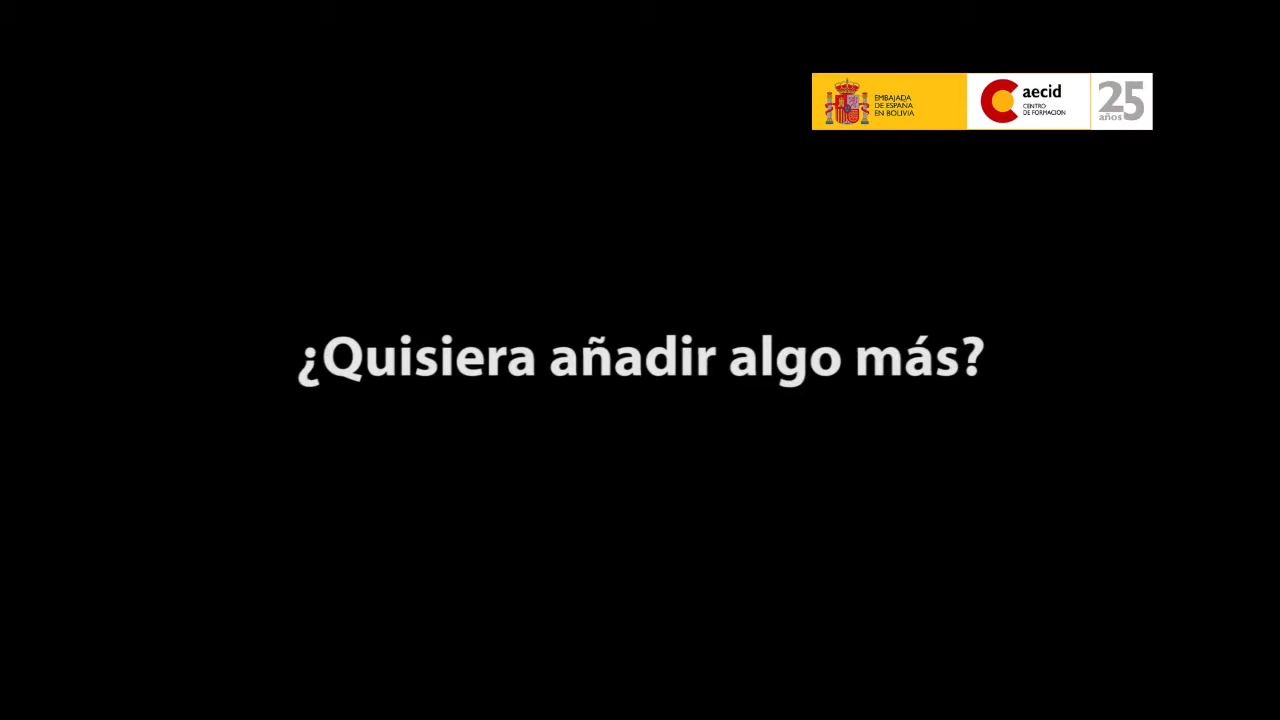 EMBAJADA
DE ESPAÑA
EN BOLIVIA
aecid
CENTRO
DE FORMACIÓN
25
años
¿Quisiera añadir algo más?